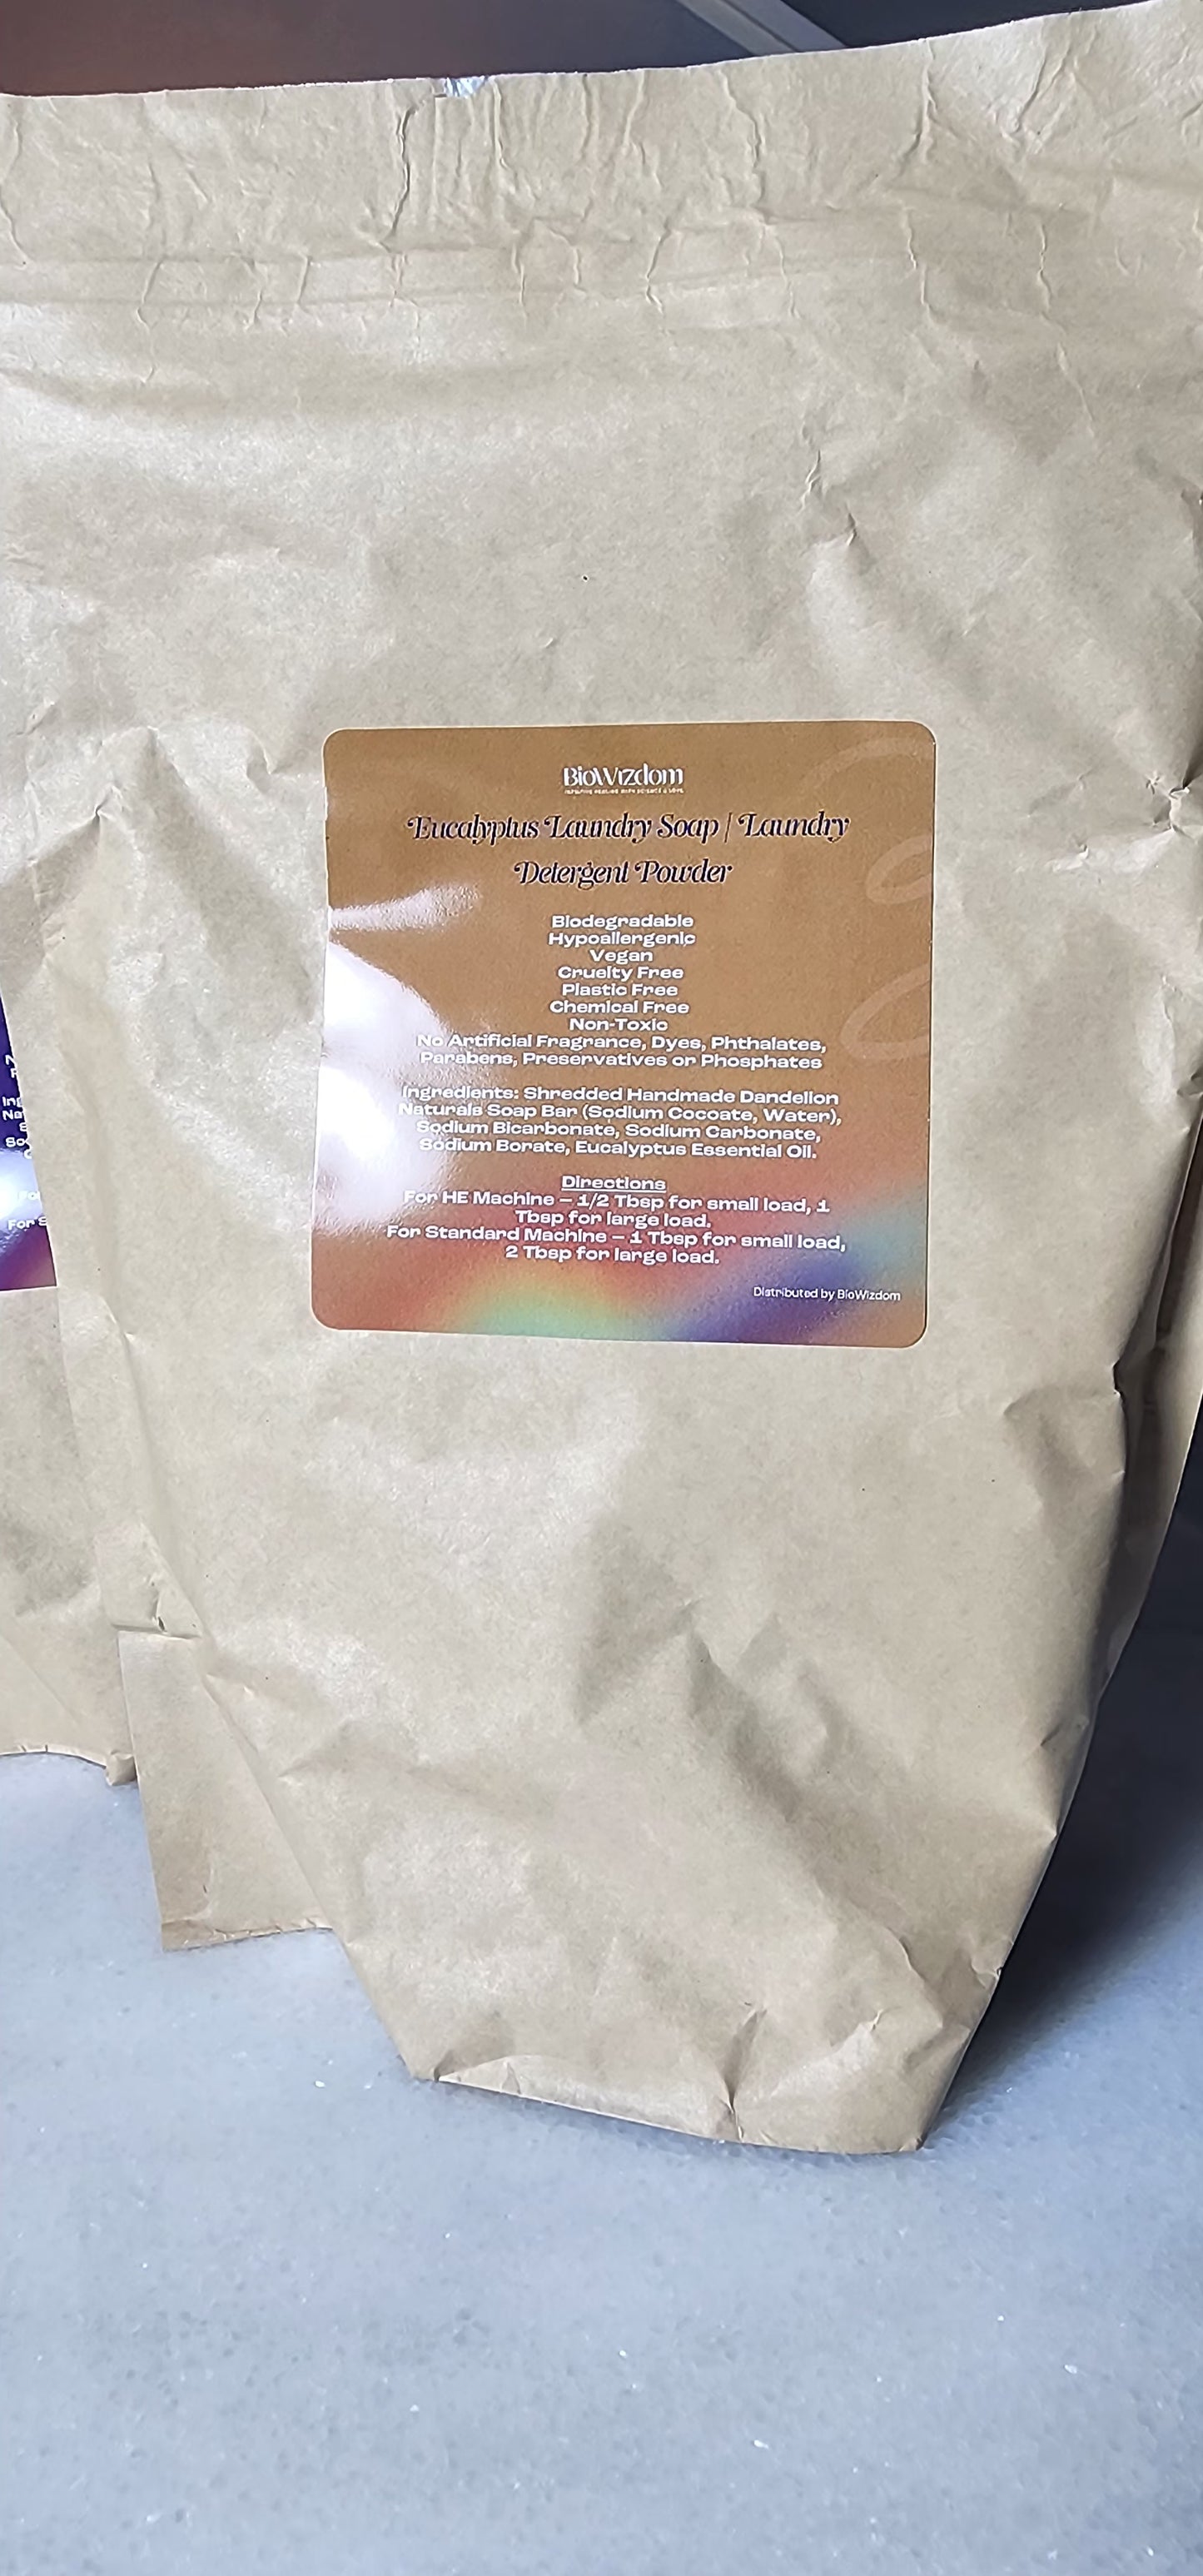 BioWizdom
Eucalyptus Laundry Soap | Laundry
Detergent Powder
Biodegradable
Hypoallergenic
Vegan
Cruelty Free
Plastic Free
Chemical Free
Non-Toxic
No Artificial Fragrance, Dyes, Phthalates,
Parabens, Preservatives or Phosphates
Ingredients: Shredded Handmade Dandelion
Naturals Soap Bar (Sodium Cocoate, Water),
Sodium Bicarbonate, Sodium Carbonate,
Sodium Borate, Eucalyptus Essential Oil.
Directions
For HE Machine – 1/2 Tbsp for small load, 1
Tbsp for large load.
For Standard Machine – 1 Tbsp for small load,
2 Tbsp for large load.
Distributed by BioWizdom